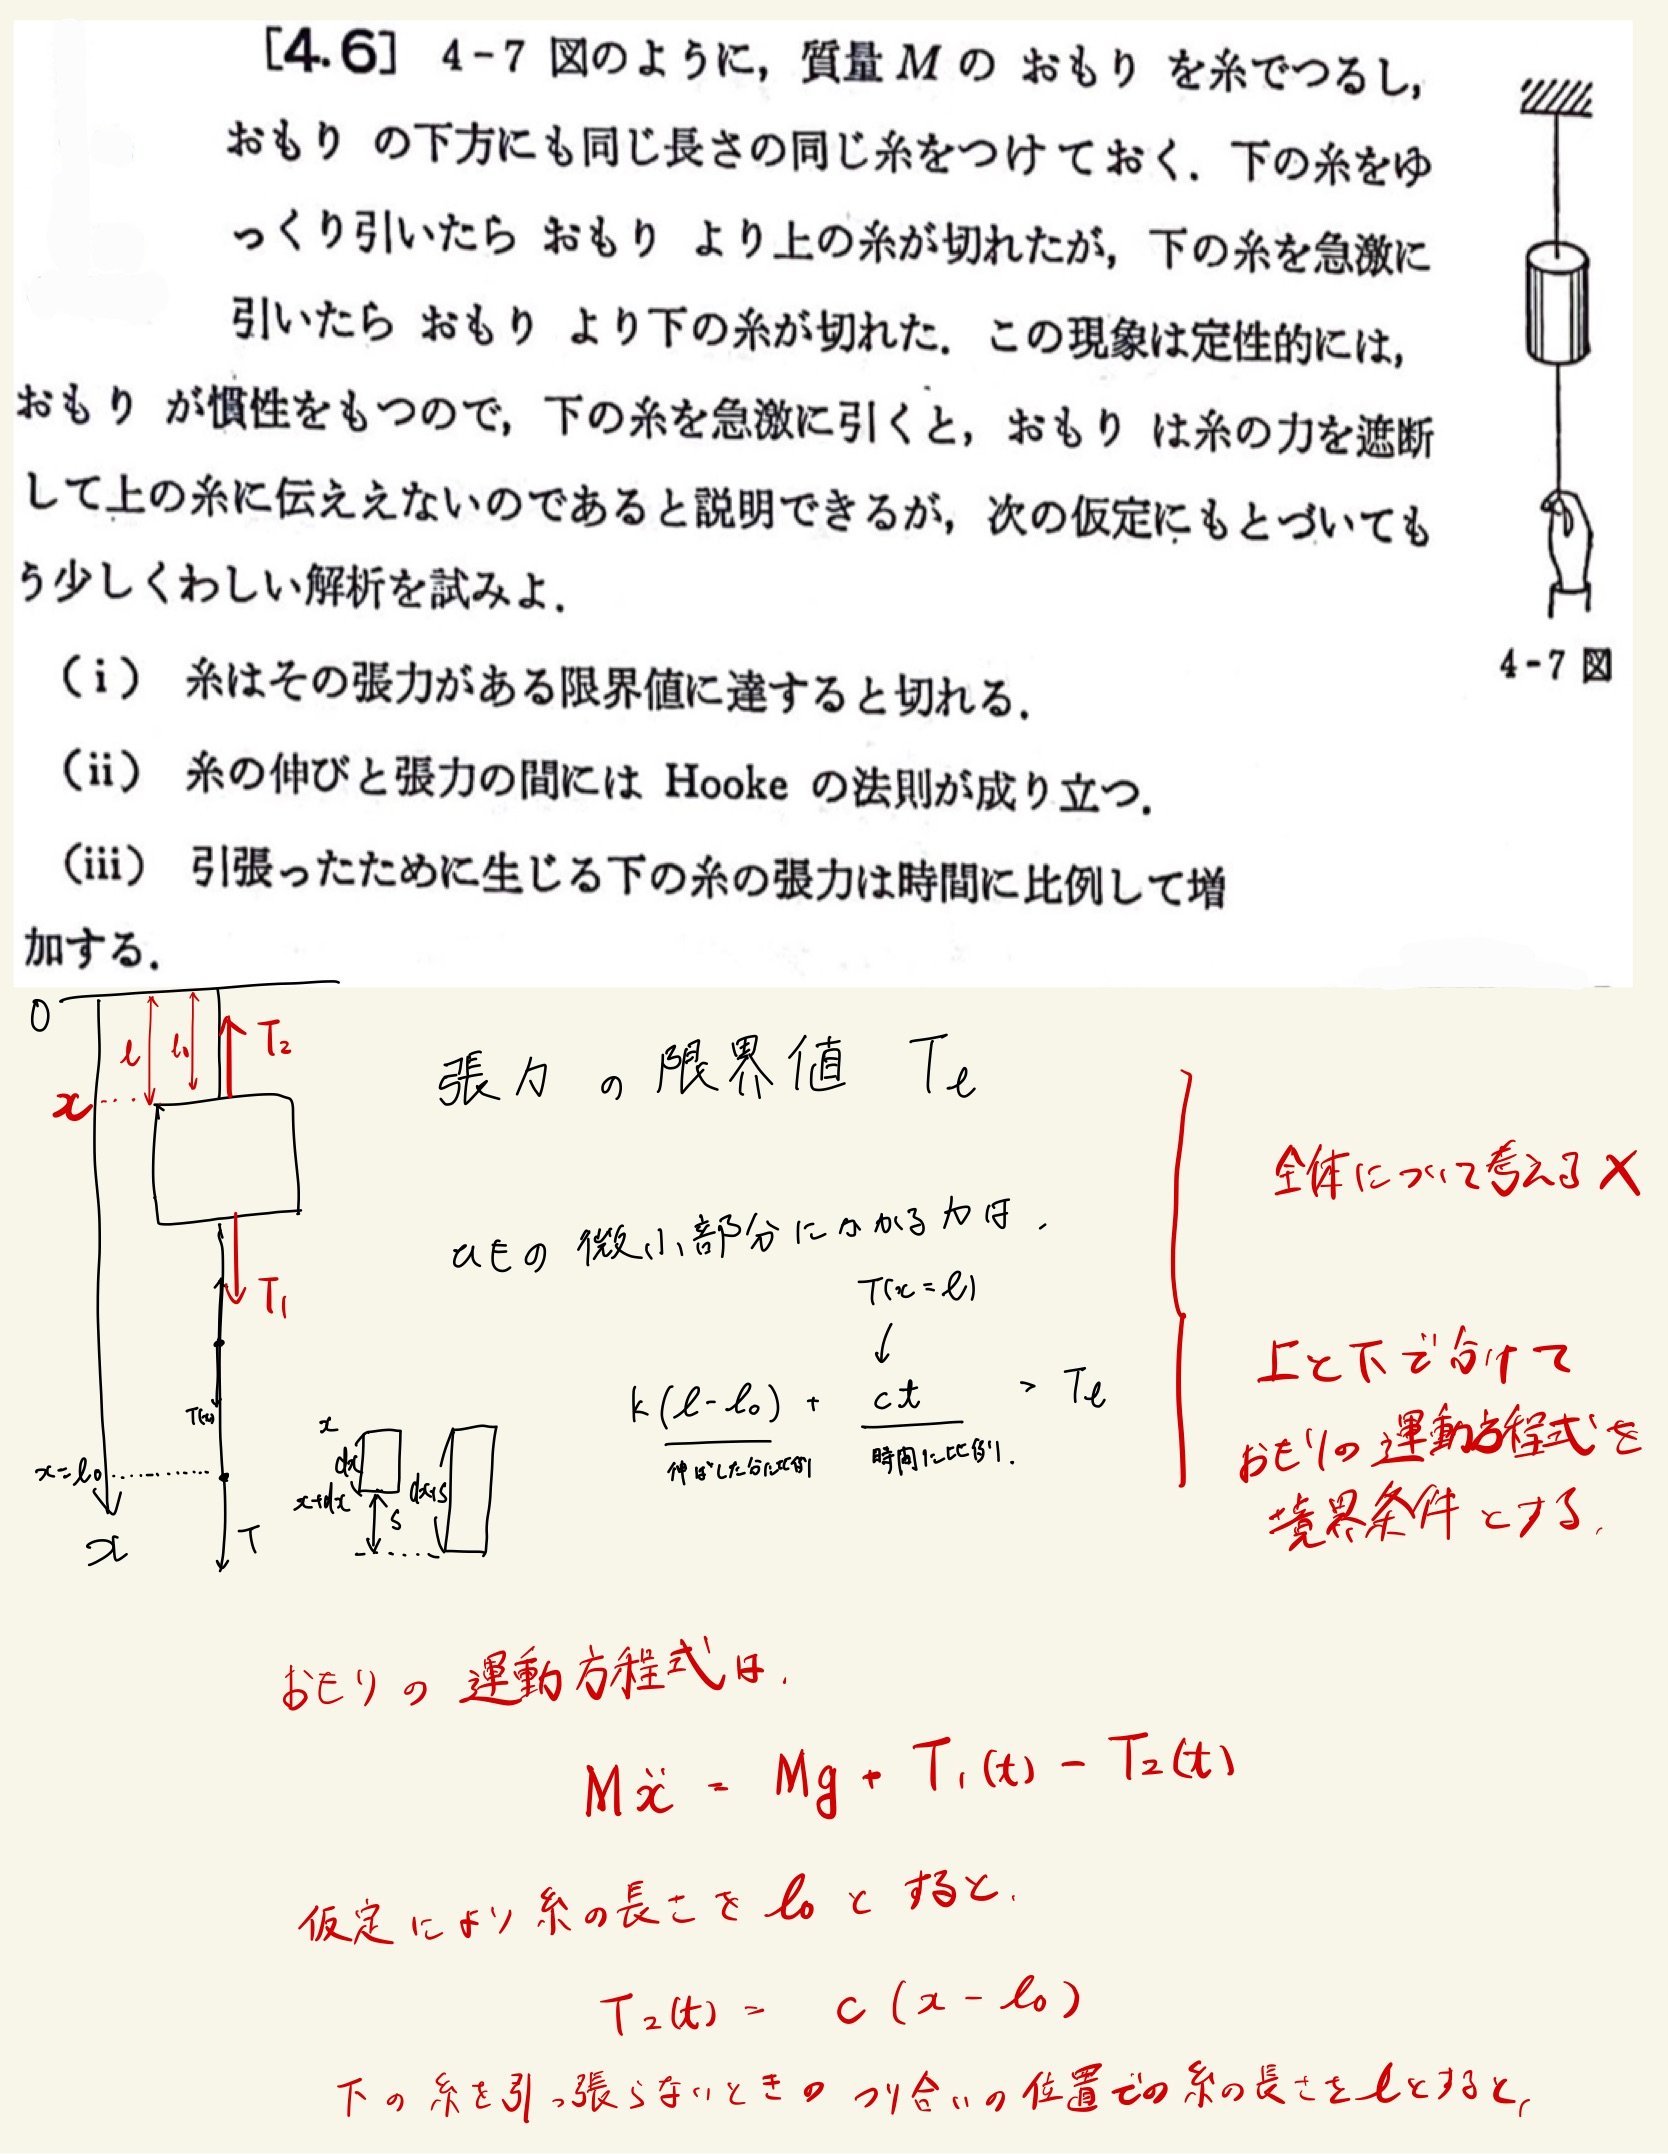 [4.6] 4-7 図のように，質量 M の おもり を糸でつるし，
おもり の下方にも同じ長さの同じ糸をつけておく．下の糸をゆ
っくり引いたら おもり より上の糸が切れたが，下の糸を急激に
引いたら おもり より下の糸が切れた．この現象は定性的には，
おもり が慣性をもつので，下の糸を急激に引くと，おもり は糸の力を遮断
して上の糸に伝ええないのであると説明できるが，次の仮定にもとづいても
う少しくわしい解析を試みよ．
4-7 図
(i) 糸はその張力がある限界値に達すると切れる．
(ii) 糸の伸びと張力の間には Hooke の法則が成り立つ．
(iii) 引張ったために生じる下の糸の張力は時間に比例して増
加する．
O
l
l₀
T₂
x
T₁
T(x)
x=l₀
x
T
x
dx
x+dx
s
dx+s
張力 の 限界値 Tl
の 微小部分にかかる力は．
T(x=l)
↓
k(l-l₀) + ct > Tl
伸ばした分に比例
時間に比例．
全体について考える ×
上と下で分けて
おもりの運動方程式を
境界条件とする．
おもりの 運動方程式は．
Mẍ = Mg + T₁(t) - T₂(t)
仮定により糸の長さを l₀ とすると．
T₂(t) = c(x-l₀)
下の糸を引っ張らないときの つり合いの位置での糸の長さをlとすると，